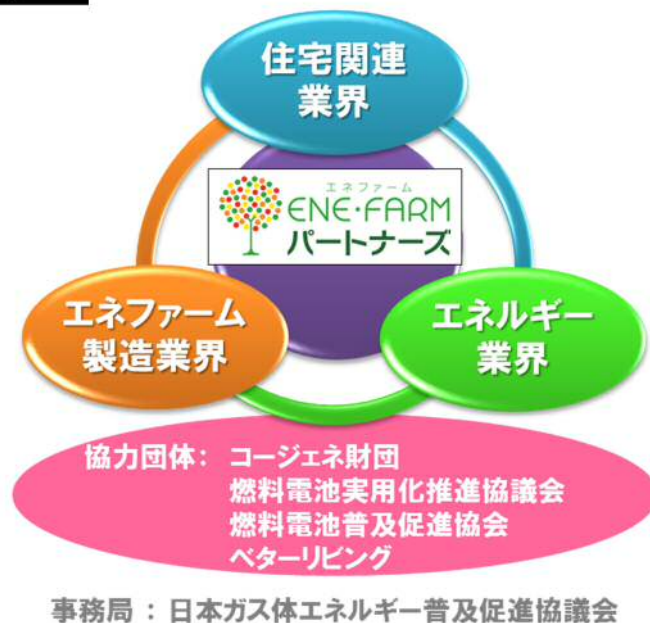 住宅関連
業界
エネファーム
ENE・FARM
パートナーズ
エネファーム
製造業界
エネルギー
業界
協力団体： コージェネ財団
燃料電池実用化推進協議会
燃料電池普及促進協会
ベターリビング
事務局 ： 日本ガス体エネルギー普及促進協議会